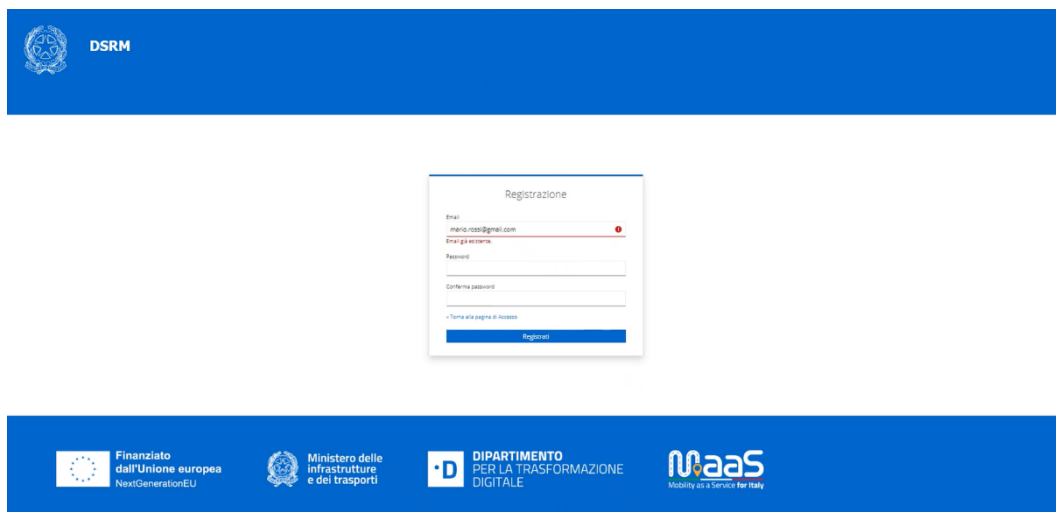 DSRM
Registrazione
Email
mario.rossi@gmail.com
Email già esistente.
Password
Conferma password
« Torna alla pagina di Accesso
Registrati
Finanziato
dall'Unione europea
NextGenerationEU
Ministero delle
infrastrutture
e dei trasporti
DIPARTIMENTO
PER LA TRASFORMAZIONE
DIGITALE
MaaS
Mobility as a Service for Italy